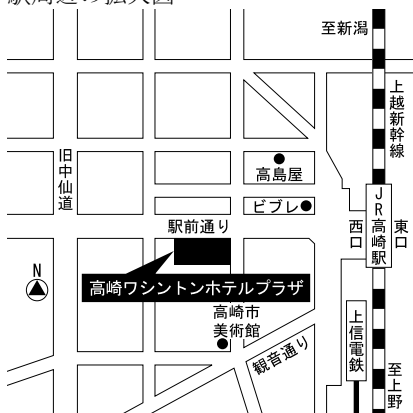 駅周辺の拡大図
至新潟
上越新幹線
旧中仙道
高島屋
ビブレ
駅前通り
JR高崎駅
西口
東口
N
高崎ワシントンホテルプラザ
高崎市
美術館
観音通り
上信電鉄
至上野